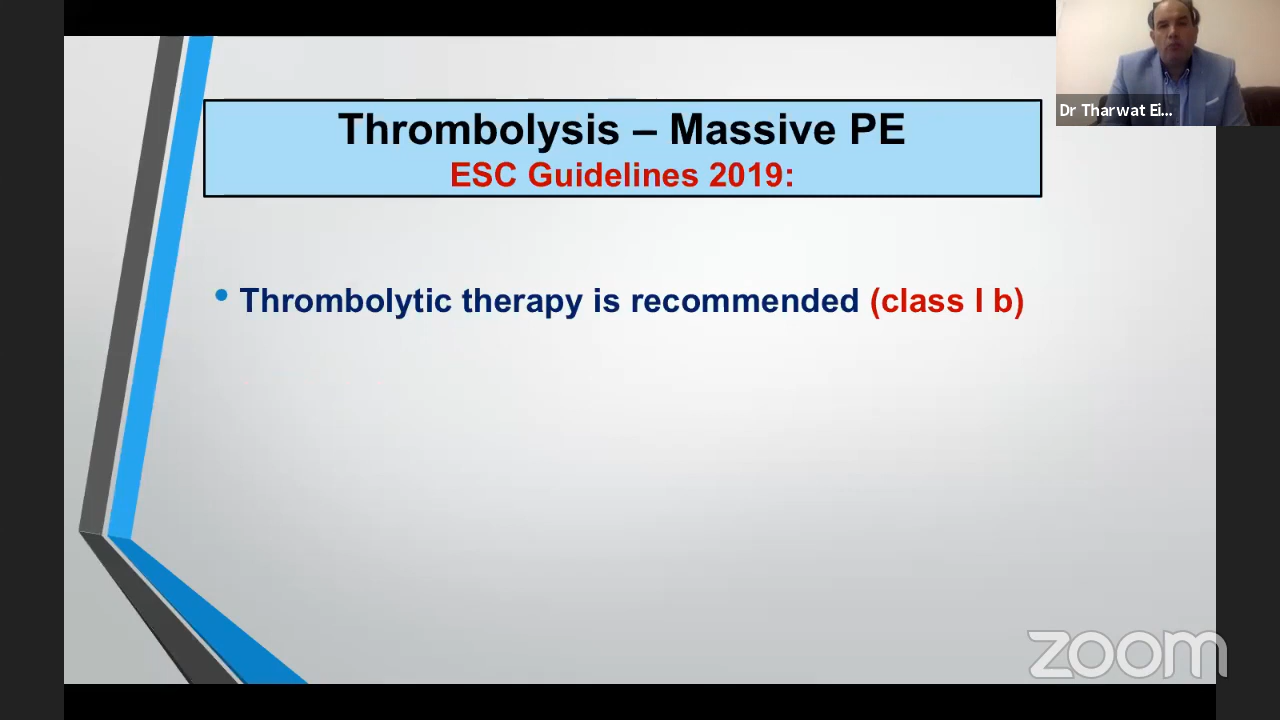 Thrombolysis – Massive PE
ESC Guidelines 2019:
• Thrombolytic therapy is recommended (class I b)
Dr Tharwat Ei...
zoom